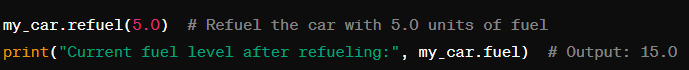 my_car.refuel(5.0)  # Refuel the car with 5.0 units of fuel
print("Current fuel level after refueling:", my_car.fuel)  # Output: 15.0